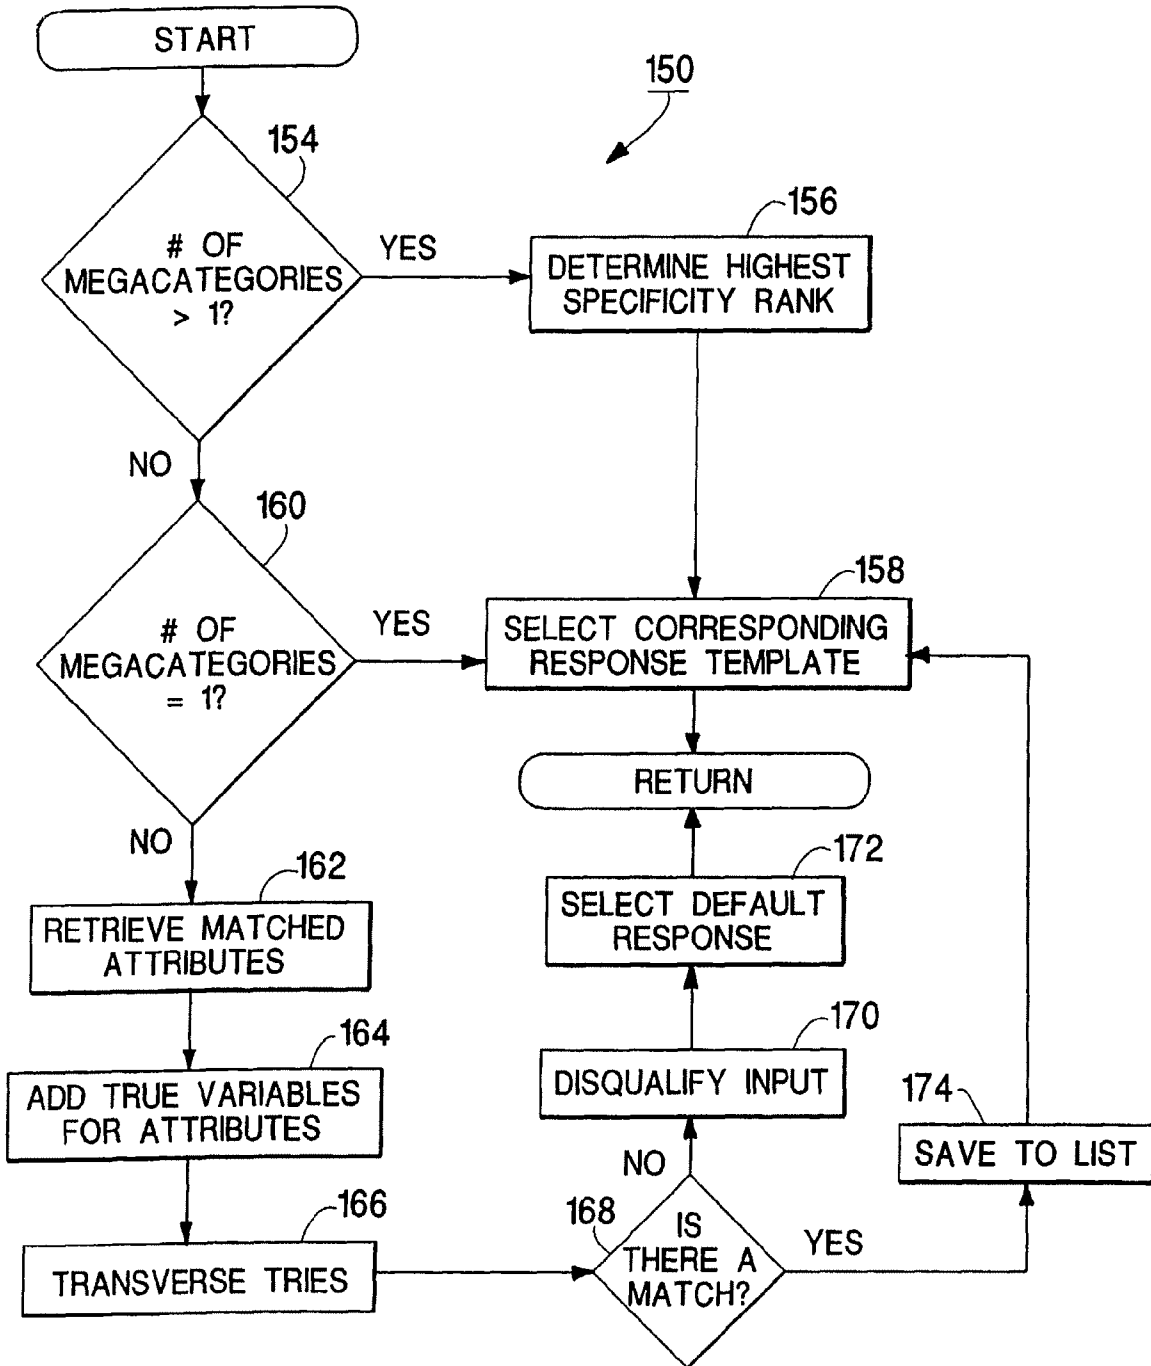 START
150
154
# OF
MEGACATEGORIES
> 1?
YES
156
DETERMINE HIGHEST
SPECIFICITY RANK
NO
160
# OF
MEGACATEGORIES
= 1?
YES
158
SELECT CORRESPONDING
RESPONSE TEMPLATE
RETURN
NO
162
RETRIEVE MATCHED
ATTRIBUTES
172
SELECT DEFAULT
RESPONSE
164
ADD TRUE VARIABLES
FOR ATTRIBUTES
170
DISQUALIFY INPUT
174
SAVE TO LIST
166
TRANSVERSE TRIES
NO
168
IS
THERE A
MATCH?
YES